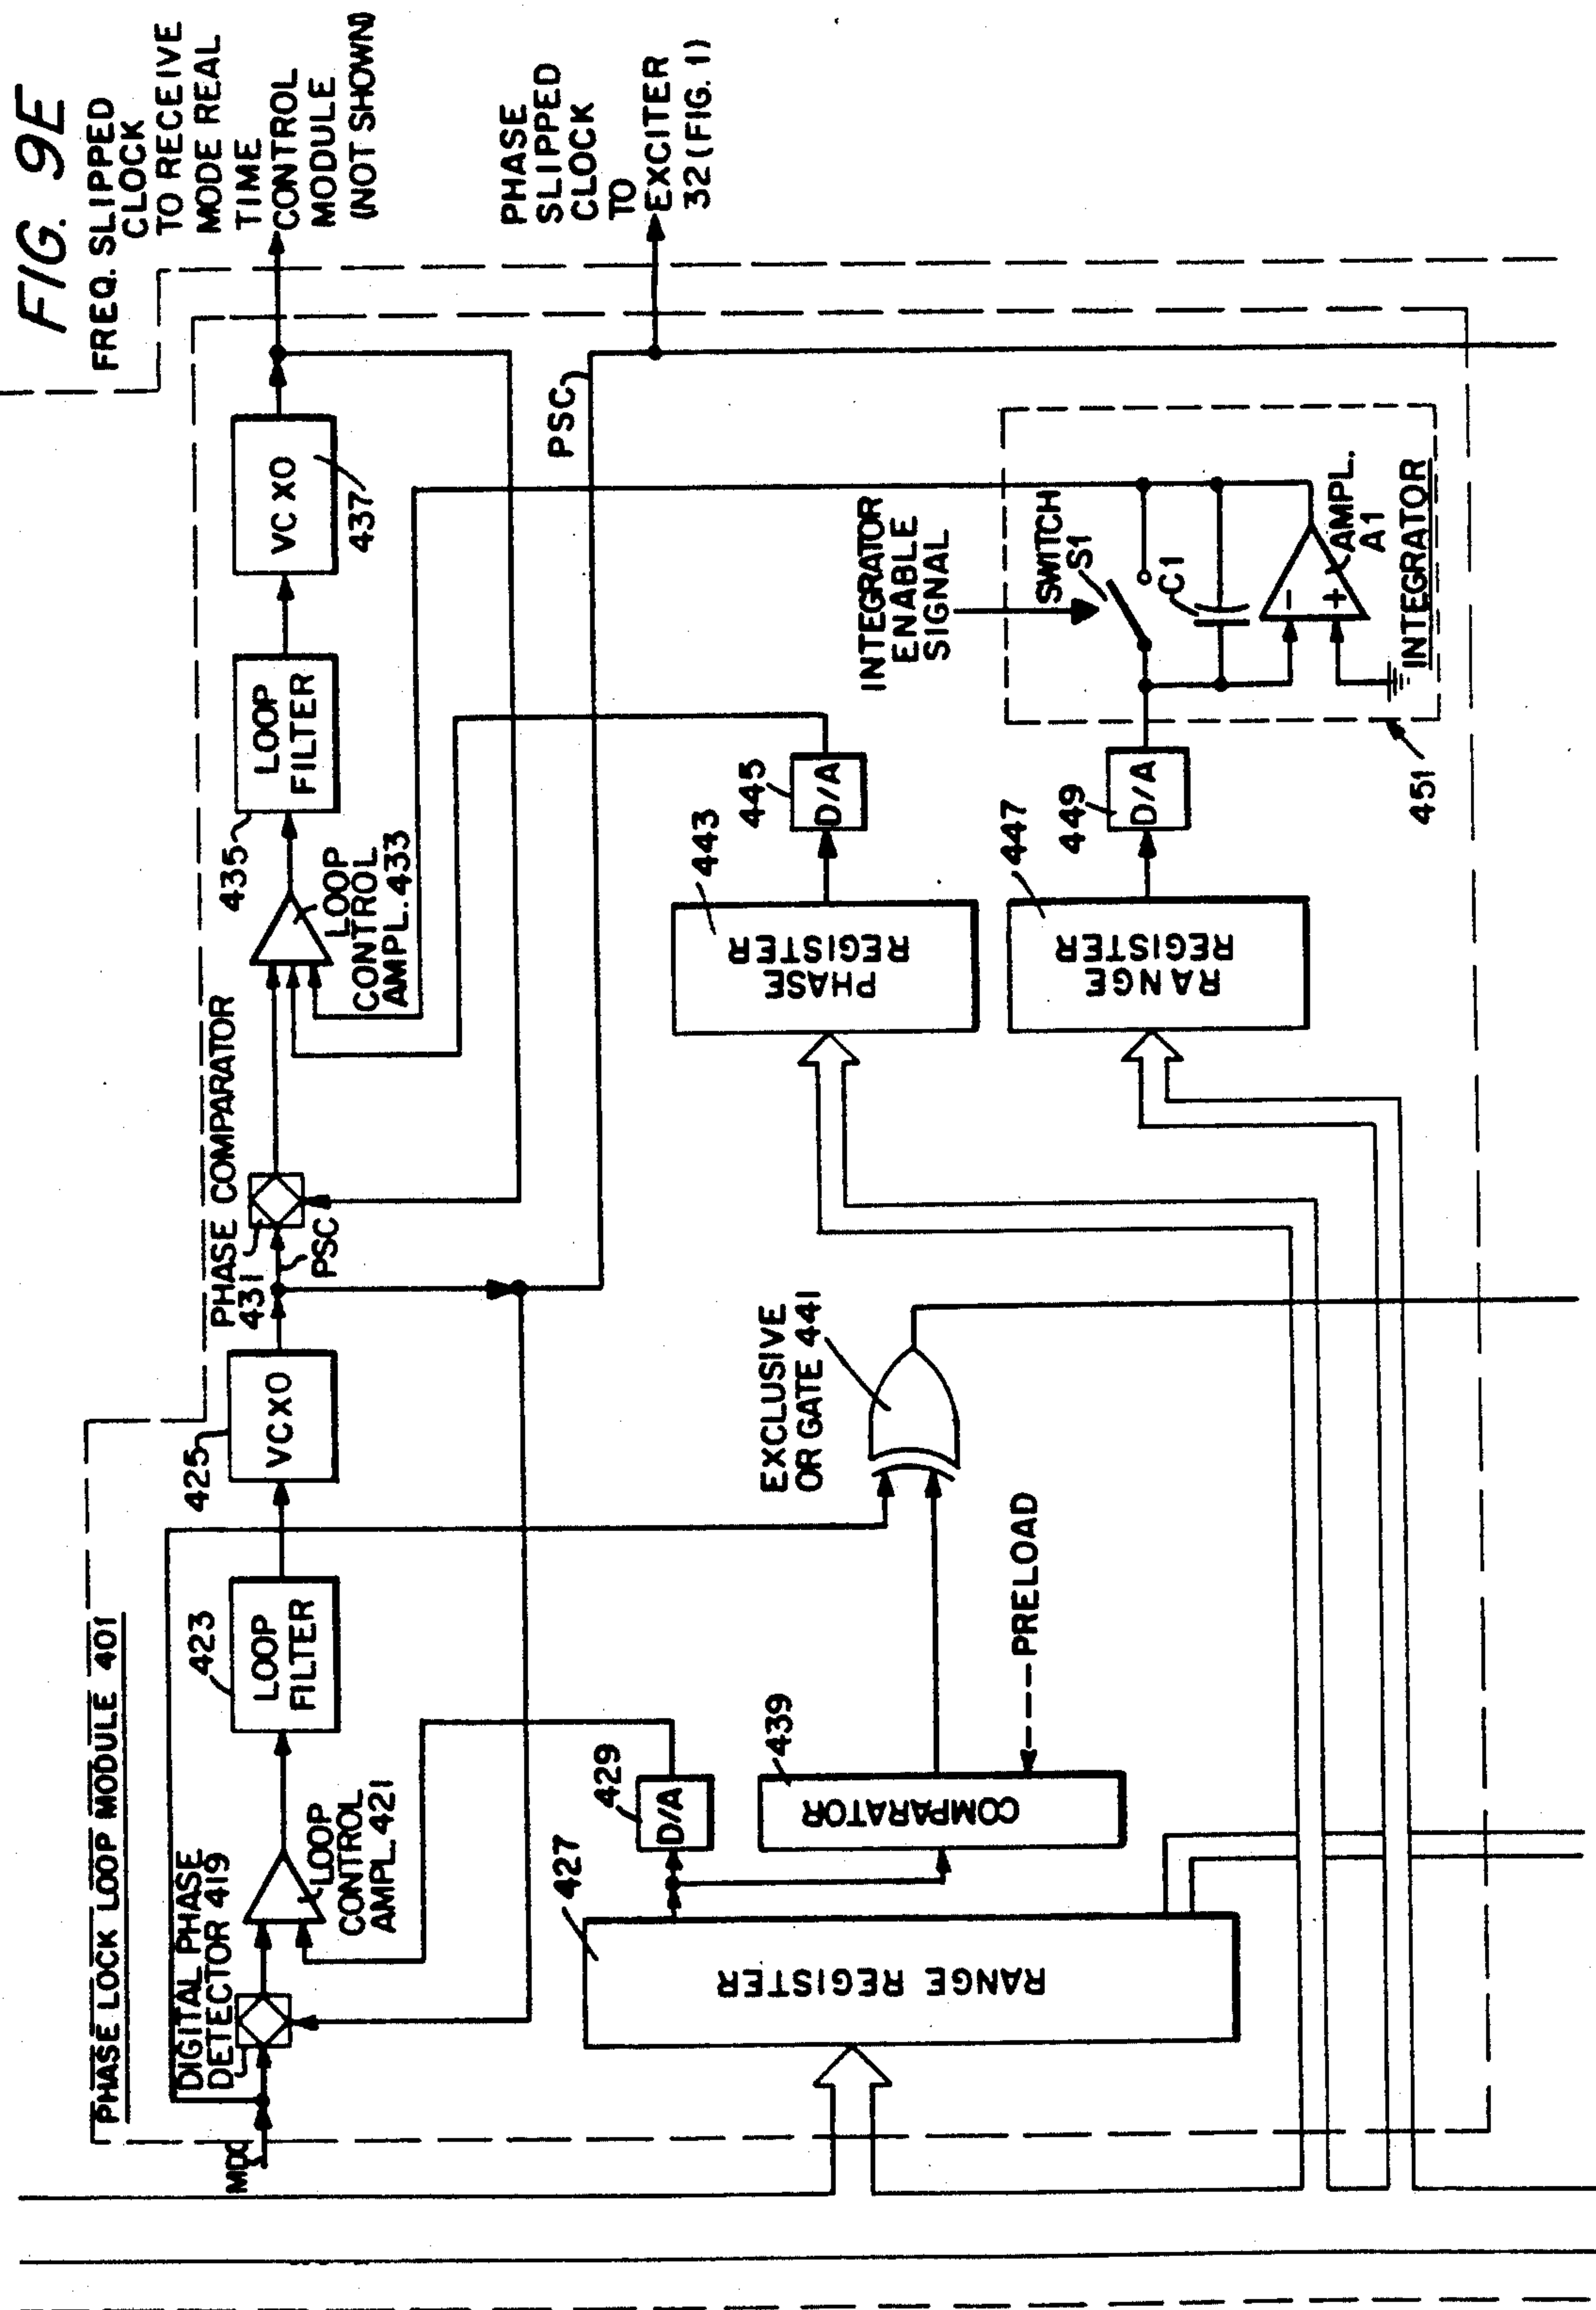 FIG. 9E
FREQ. SLIPPED
CLOCK
TO RECEIVE
MODE REAL
TIME
CONTROL
MODULE
(NOT SHOWN)
PHASE
SLIPPED
CLOCK
TO
EXCITER
32 (FIG. 1)
PHASE LOCK LOOP MODULE 401
MDC
DIGITAL PHASE
DETECTOR 419
LOOP
CONTROL
AMPL. 421
423
LOOP
FILTER
425
VCXO
PHASE COMPARATOR
431
PSC
LOOP
CONTROL
AMPL. 433
435
LOOP
FILTER
VCXO
437
PSC
427
RANGE REGISTER
429
D/A
439
COMPARATOR
PRELOAD
EXCLUSIVE
OR GATE 441
443
PHASE
REGISTER
445
D/A
447
RANGE
REGISTER
449
D/A
INTEGRATOR
ENABLE
SIGNAL
SWITCH
S1
C1
-
+
AMPL.
A1
INTEGRATOR
451